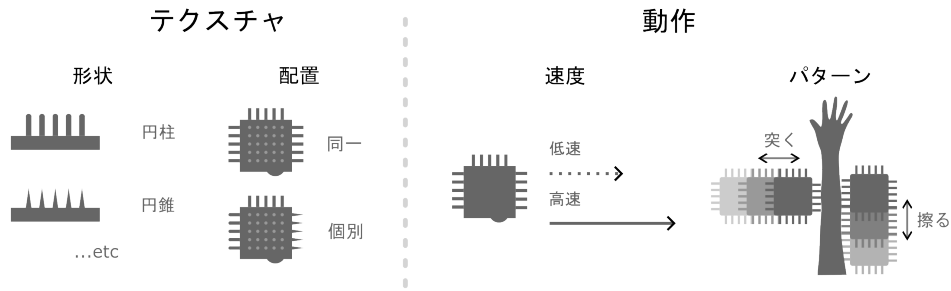 テクスチャ
形状
配置
円柱
同一
円錐
個別
...etc
動作
速度
パターン
低速
高速
突く
擦る